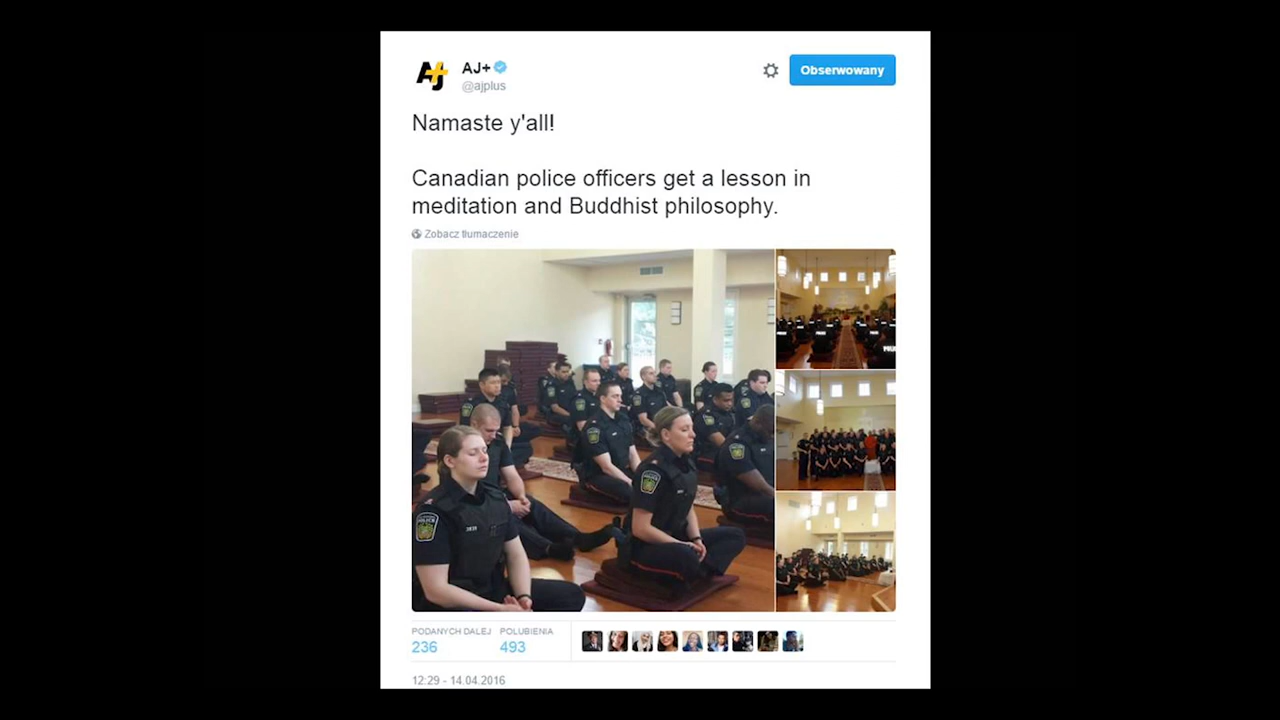 AJ+
@ajplus
Obserwowany
Namaste y'all!
Canadian police officers get a lesson in
meditation and Buddhist philosophy.
Zobacz tłumaczenie
POLICE
PODANYCH DALEJ POLUBIENIA
236 493
12:29 - 14.04.2016